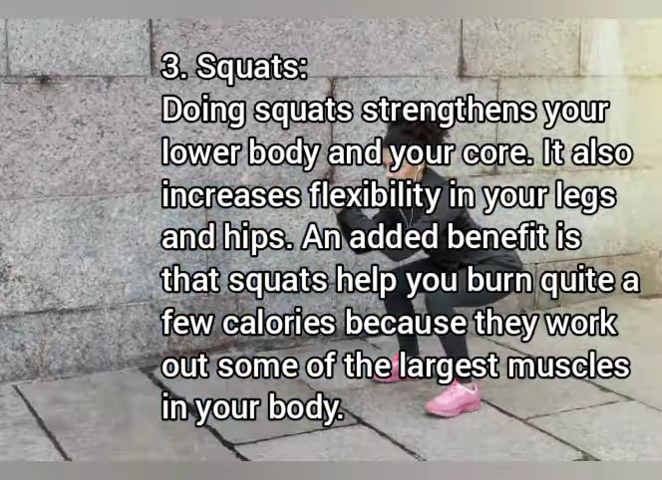 3. Squats:
Doing squats strengthens your
lower body and your core. It also
increases flexibility in your legs
and hips. An added benefit is
that squats help you burn quite a
few calories because they work
out some of the largest muscles
in your body.